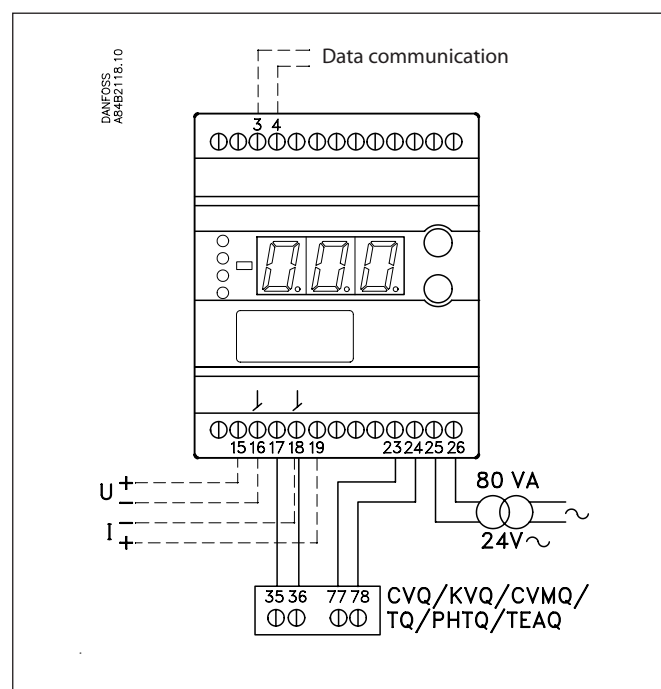 DANFOSS
A84B2118.10
Data communication
3 4
000
15 16 17 18 19 23 24 25 26
U + −
I − +
80 VA
24V~
35 36 77 78
CVQ/KVQ/CVMQ/
TQ/PHTQ/TEAQ